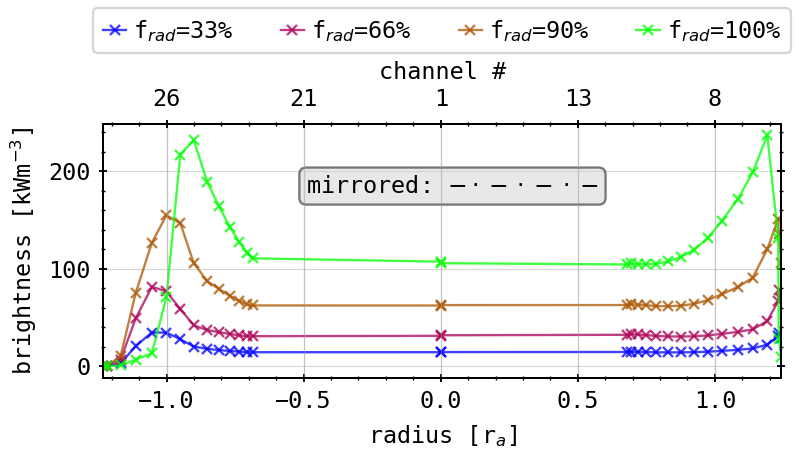 f_rad=33% f_rad=66% f_rad=90% f_rad=100%
channel #
26 21 1 13 8
mirrored: —·—·—·—
brightness [kWm⁻³]
200
100
0
−1.0 −0.5 0.0 0.5 1.0
radius [r_a]